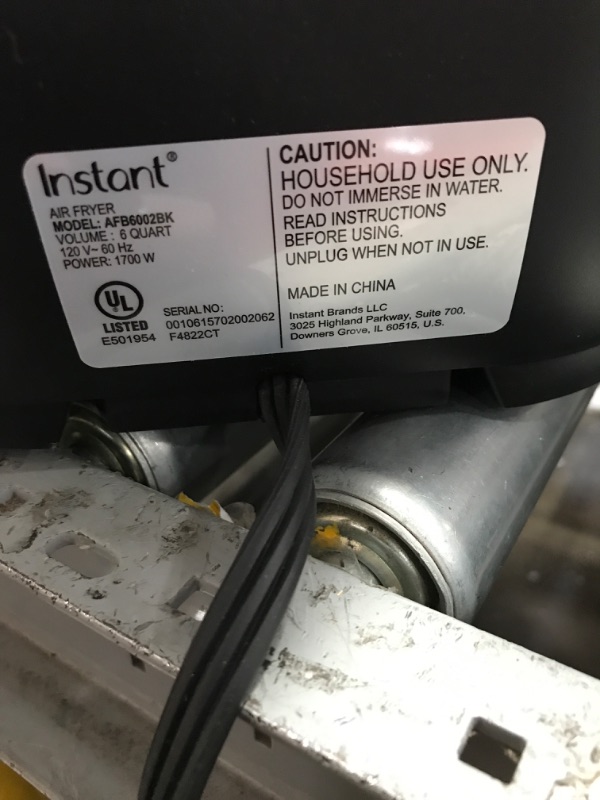 Instant®
AIR FRYER
MODEL: AFB6002BK
VOLUME : 6 QUART
120 V~ 60 Hz
POWER: 1700 W
UL
LISTED
E501954
SERIAL NO:
0010615702002062
F4822CT
CAUTION:
HOUSEHOLD USE ONLY.
DO NOT IMMERSE IN WATER.
READ INSTRUCTIONS
BEFORE USING.
UNPLUG WHEN NOT IN USE.
MADE IN CHINA
Instant Brands LLC
3025 Highland Parkway, Suite 700,
Downers Grove, IL 60515, U.S.